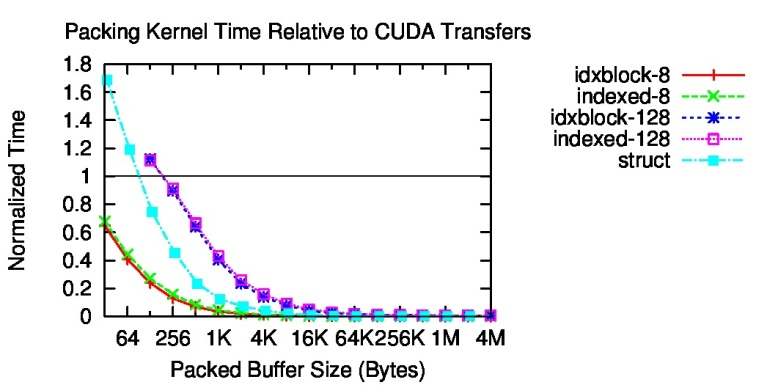 Packing Kernel Time Relative to CUDA Transfers
Normalized Time
1.8
1.6
1.4
1.2
1
0.8
0.6
0.4
0.2
0
64 256 1K 4K 16K 64K 256K 1M 4M
Packed Buffer Size (Bytes)
idxblock-8
indexed-8
idxblock-128
indexed-128
struct